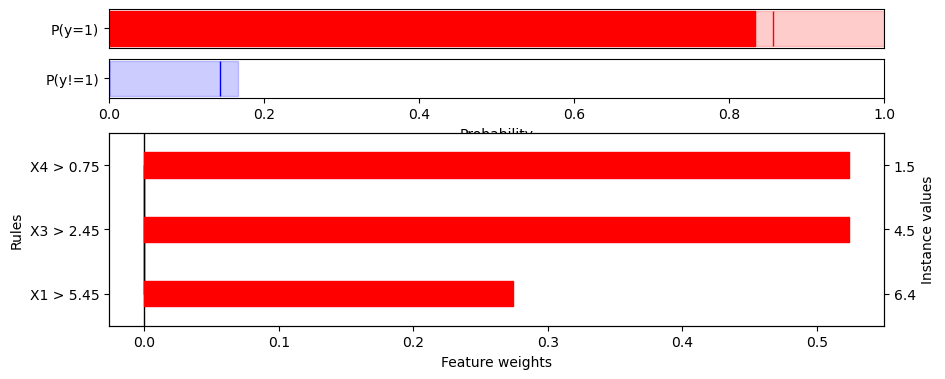 P(y=1)
P(y!=1)
0.0 0.2 0.4 0.6 0.8 1.0
Probability
X4 > 0.75 1.5
X3 > 2.45 4.5
X1 > 5.45 6.4
Rules
Instance values
0.0 0.1 0.2 0.3 0.4 0.5
Feature weights